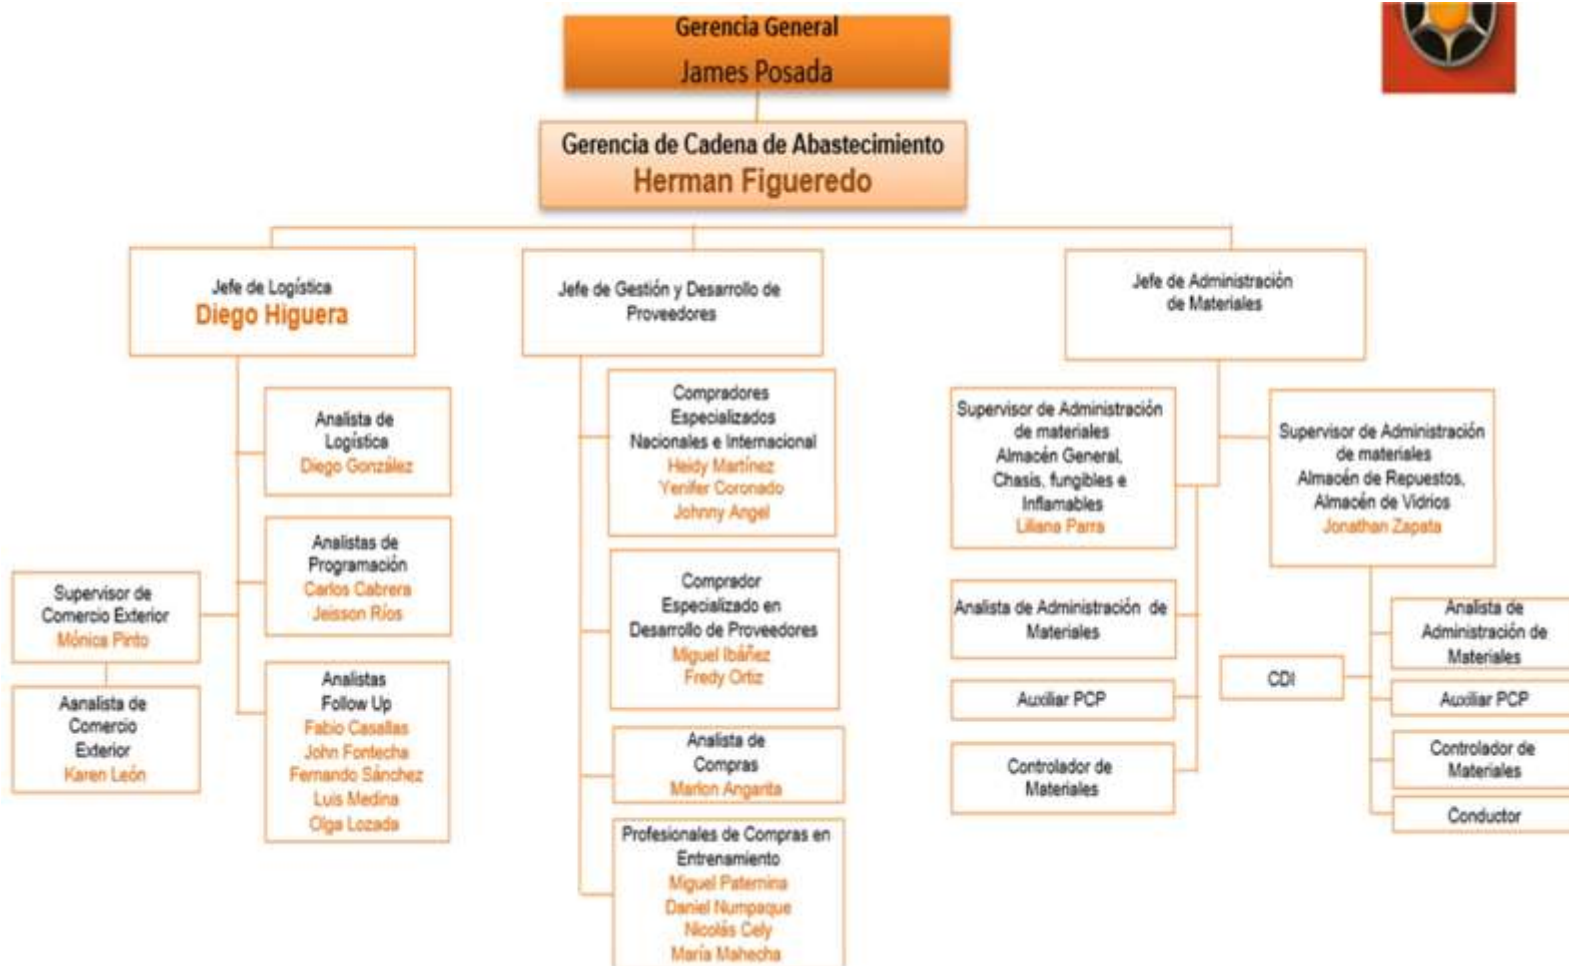 Gerencia General
James Posada
Gerencia de Cadena de Abastecimiento
Herman Figueredo
Jefe de Logística
Diego Higuera
Analista de
Logística
Diego González
Analistas de
Programación
Carlos Cabrera
Jeisson Ríos
Supervisor de
Comercio Exterior
Mónica Pinto
Aanalista de
Comercio
Exterior
Karen León
Analistas
Follow Up
Fabio Casallas
John Fontecha
Fernando Sánchez
Luis Medina
Olga Lozada
Jefe de Gestión y Desarrollo de
Proveedores
Compradores
Especializados
Nacionales e Internacional
Heidy Martínez
Yenifer Coronado
Johnny Angel
Comprador
Especializado en
Desarrollo de Proveedores
Miguel Ibáñez
Fredy Ortiz
Analista de
Compras
Marlon Angarita
Profesionales de Compras en
Entrenamiento
Miguel Paternina
Daniel Numpaque
Nicolás Cely
María Mahecha
Jefe de Administración
de Materiales
Supervisor de Administración
de materiales
Almacén General,
Chasis, fungibles e
Inflamables
Liliana Parra
Analista de Administración de
Materiales
Auxiliar PCP
Controlador de
Materiales
Supervisor de Administración
de materiales
Almacén de Repuestos,
Almacén de Vidrios
Jonathan Zapata
CDI
Analista de
Administración de
Materiales
Auxiliar PCP
Controlador de
Materiales
Conductor